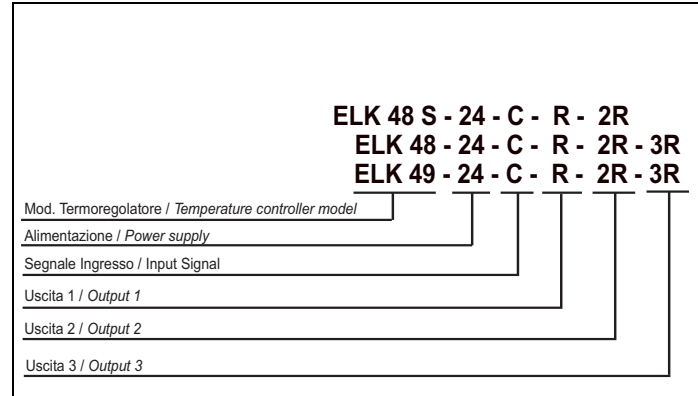 ELK 48 S - 24 - C - R - 2R
ELK 48 - 24 - C - R - 2R - 3R
ELK 49 - 24 - C - R - 2R - 3R
Mod. Termoregolatore / Temperature controller model
Alimentazione / Power supply
Segnale Ingresso / Input Signal
Uscita 1 / Output 1
Uscita 2 / Output 2
Uscita 3 / Output 3